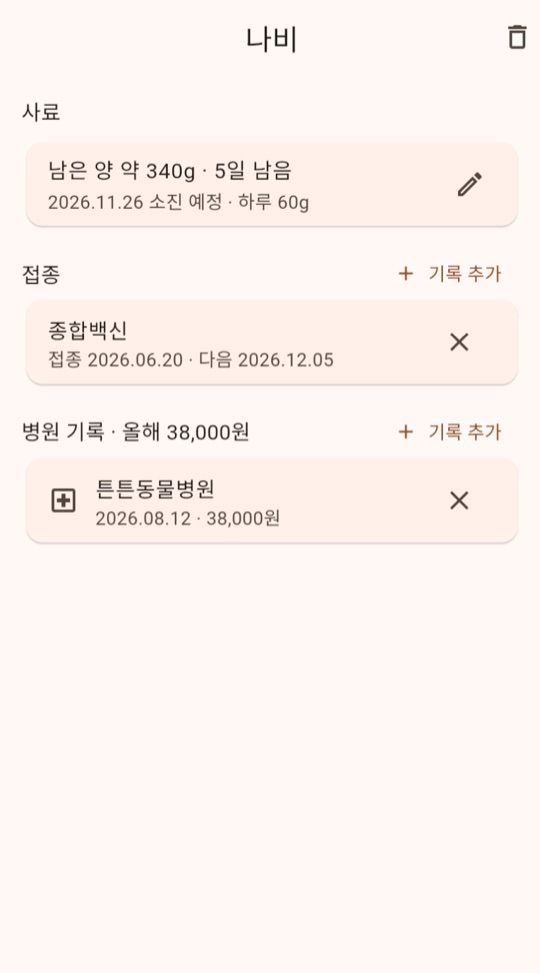 나비
사료
남은 양 약 340g · 5일 남음
2026.11.26 소진 예정 · 하루 60g
접종
+ 기록 추가
종합백신
접종 2026.06.20 · 다음 2026.12.05
병원 기록 · 올해 38,000원
+ 기록 추가
튼튼동물병원
2026.08.12 · 38,000원